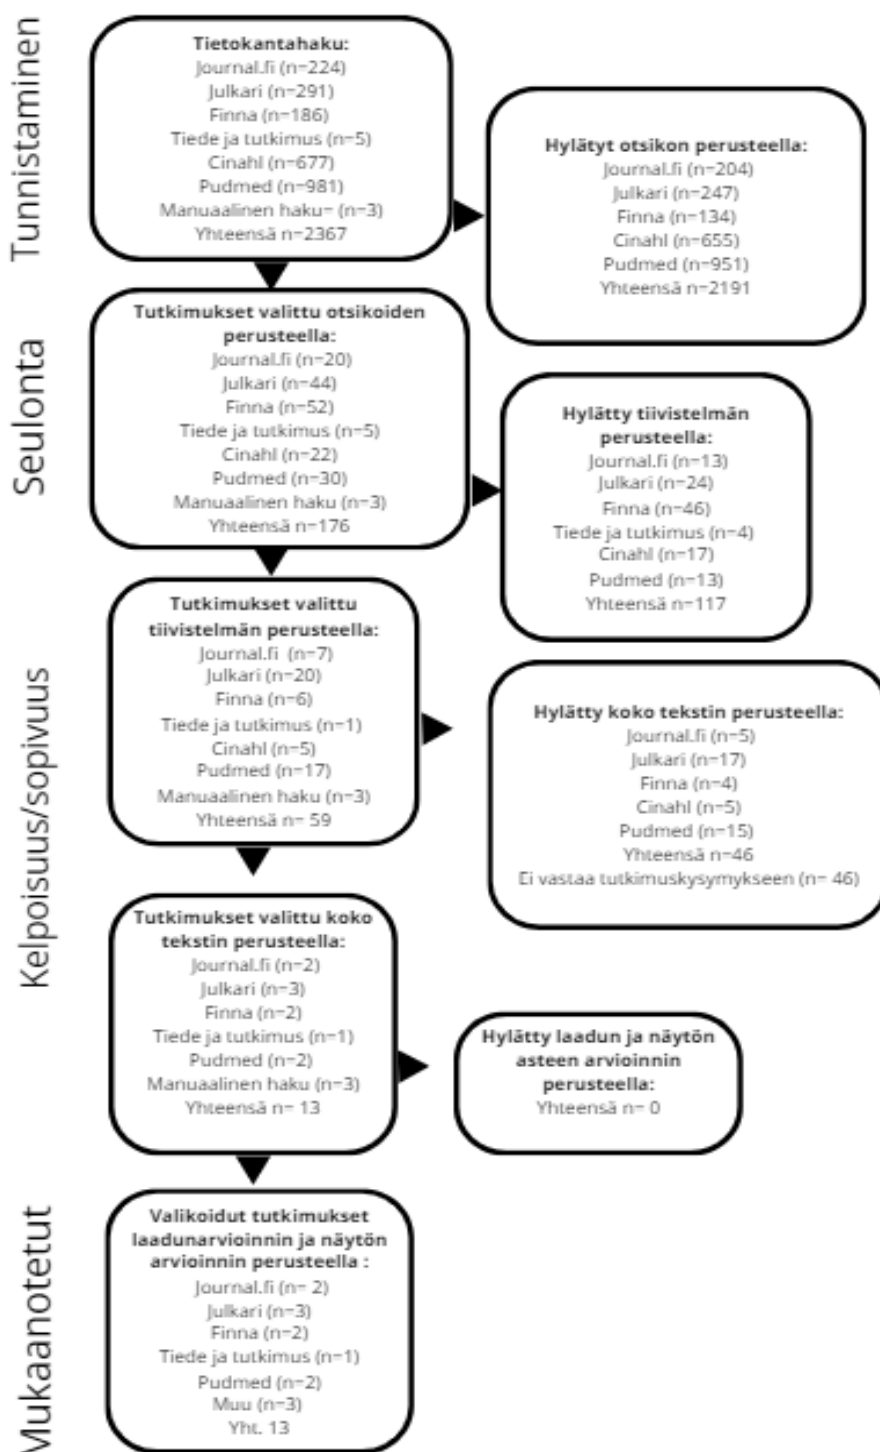 Tunnistaminen
Tietokantahaku:
Journal.fi (n=224)
Julkari (n=291)
Finna (n=186)
Tiede ja tutkimus (n=5)
Cinahl (n=677)
Pudmed (n=981)
Manuaalinen haku= (n=3)
Yhteensä n=2367
Hylätyt otsikon perusteella:
Journal.fi (n=204)
Julkari (n=247)
Finna (n=134)
Cinahl (n=655)
Pudmed (n=951)
Yhteensä n=2191
Seulonta
Tutkimukset valittu otsikoiden
perusteella:
Journal.fi (n=20)
Julkari (n=44)
Finna (n=52)
Tiede ja tutkimus (n=5)
Cinahl (n=22)
Pudmed (n=30)
Manuaalinen haku (n=3)
Yhteensä n=176
Hylätty tiivistelmän
perusteella:
Journal.fi (n=13)
Julkari (n=24)
Finna (n=46)
Tiede ja tutkimus (n=4)
Cinahl (n=17)
Pudmed (n=13)
Yhteensä n=117
Kelpoisuus/sopivuus
Tutkimukset valittu
tiivistelmän perusteella:
Journal.fi (n=7)
Julkari (n=20)
Finna (n=6)
Tiede ja tutkimus (n=1)
Cinahl (n=5)
Pudmed (n=17)
Manuaalinen haku (n=3)
Yhteensä n= 59
Hylätty koko tekstin perusteella:
Journal.fi (n=5)
Julkari (n=17)
Finna (n=4)
Cinahl (n=5)
Pudmed (n=15)
Yhteensä n=46
Ei vastaa tutkimuskysymykseen (n= 46)
Tutkimukset valittu koko
tekstin perusteella:
Journal.fi (n=2)
Julkari (n=3)
Finna (n=2)
Tiede ja tutkimus (n=1)
Pudmed (n=2)
Manuaalinen haku (n=3)
Yhteensä n= 13
Hylätty laadun ja näytön
asteen arvioinnin
perusteella:
Yhteensä n= 0
Mukaanotetut
Valikoidut tutkimukset
laadunarvioinnin ja näytön
arvioinnin perusteella :
Journal.fi (n= 2)
Julkari (n=3)
Finna (n=2)
Tiede ja tutkimus (n=1)
Pudmed (n=2)
Muu (n=3)
Yht. 13